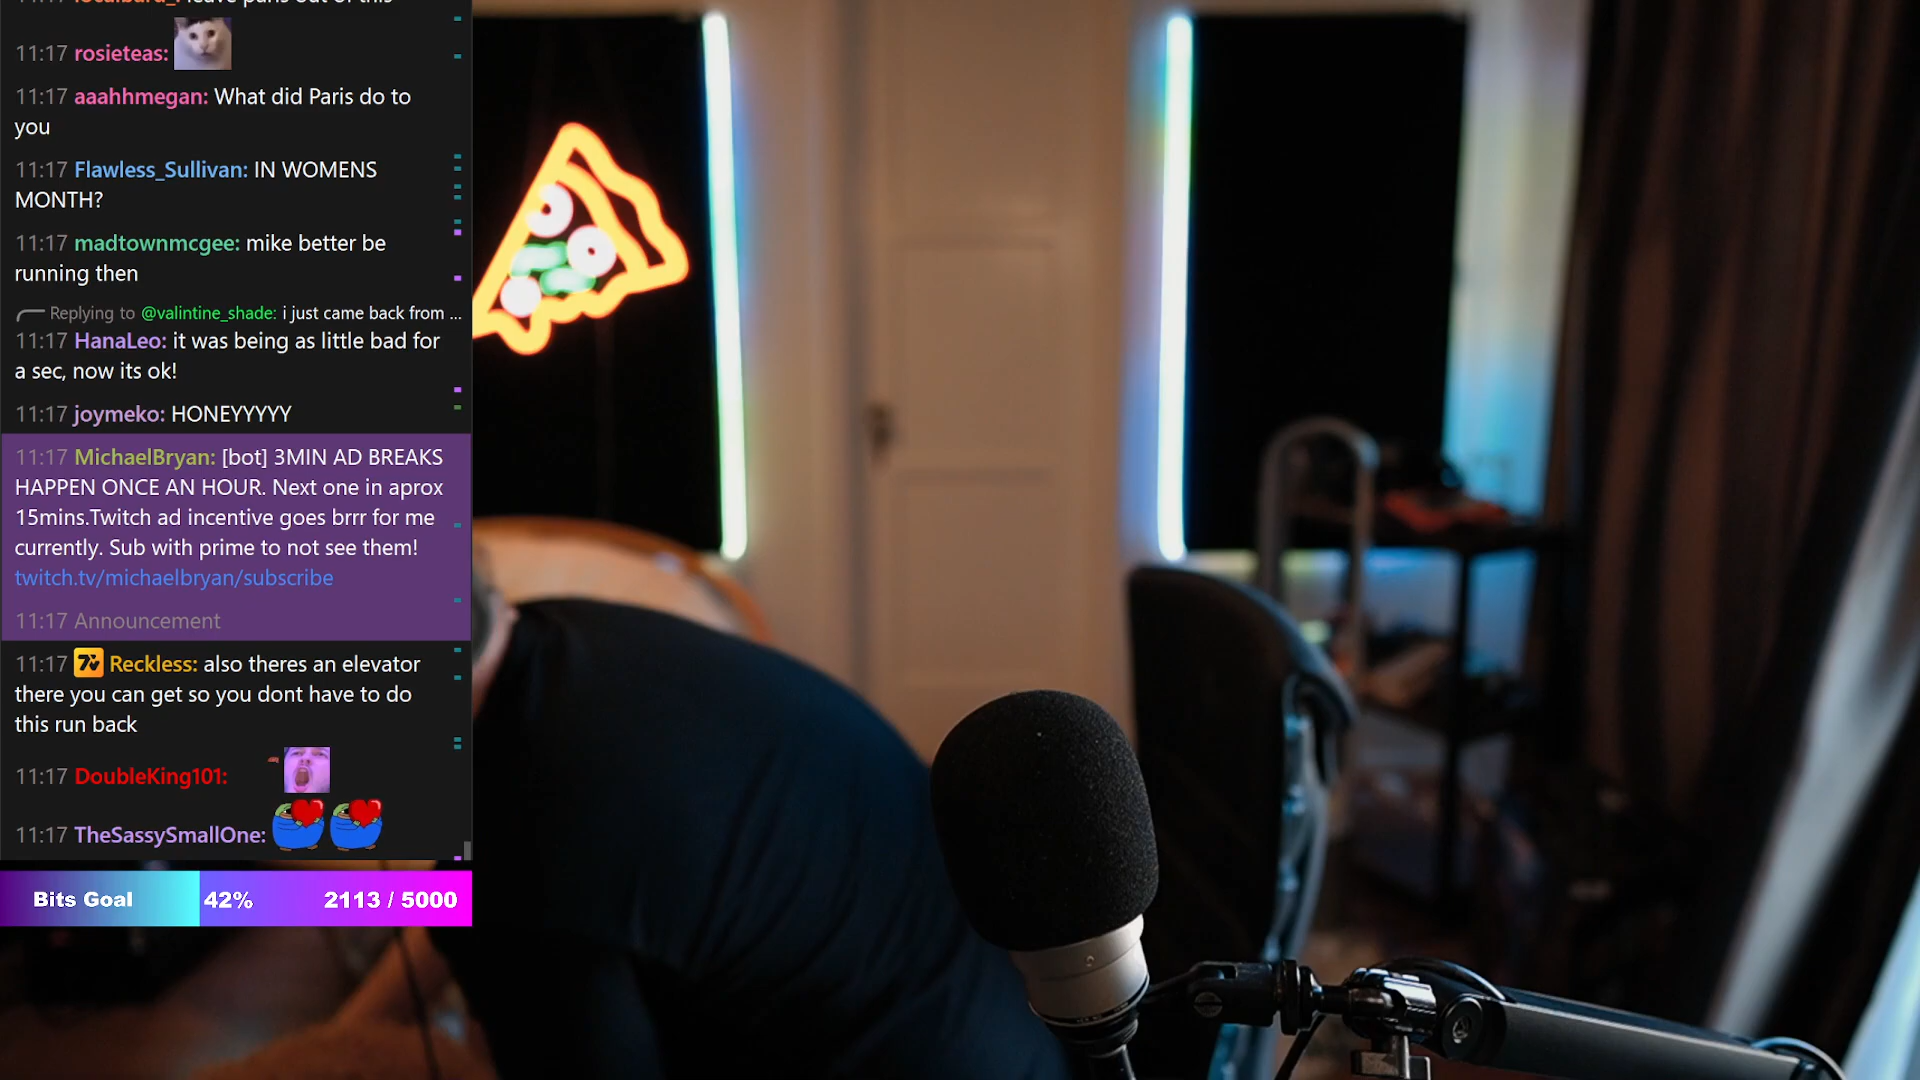 11:17 rosieteas:
11:17 aaahhmegan: What did Paris do to
you
11:17 Flawless_Sullivan: IN WOMENS
MONTH?
11:17 madtownmcgee: mike better be
running then
Replying to @valintine_shade: i just came back from ...
11:17 HanaLeo: it was being as little bad for
a sec, now its ok!
11:17 joymeko: HONEYYYYY
11:17 MichaelBryan: [bot] 3MIN AD BREAKS
HAPPEN ONCE AN HOUR. Next one in aprox
15mins.Twitch ad incentive goes brrr for me
currently. Sub with prime to not see them!
twitch.tv/michaelbryan/subscribe
11:17 Announcement
11:17 Reckless: also theres an elevator
there you can get so you dont have to do
this run back
11:17 DoubleKing101:
11:17 TheSassySmallOne:
Bits Goal 42% 2113 / 5000